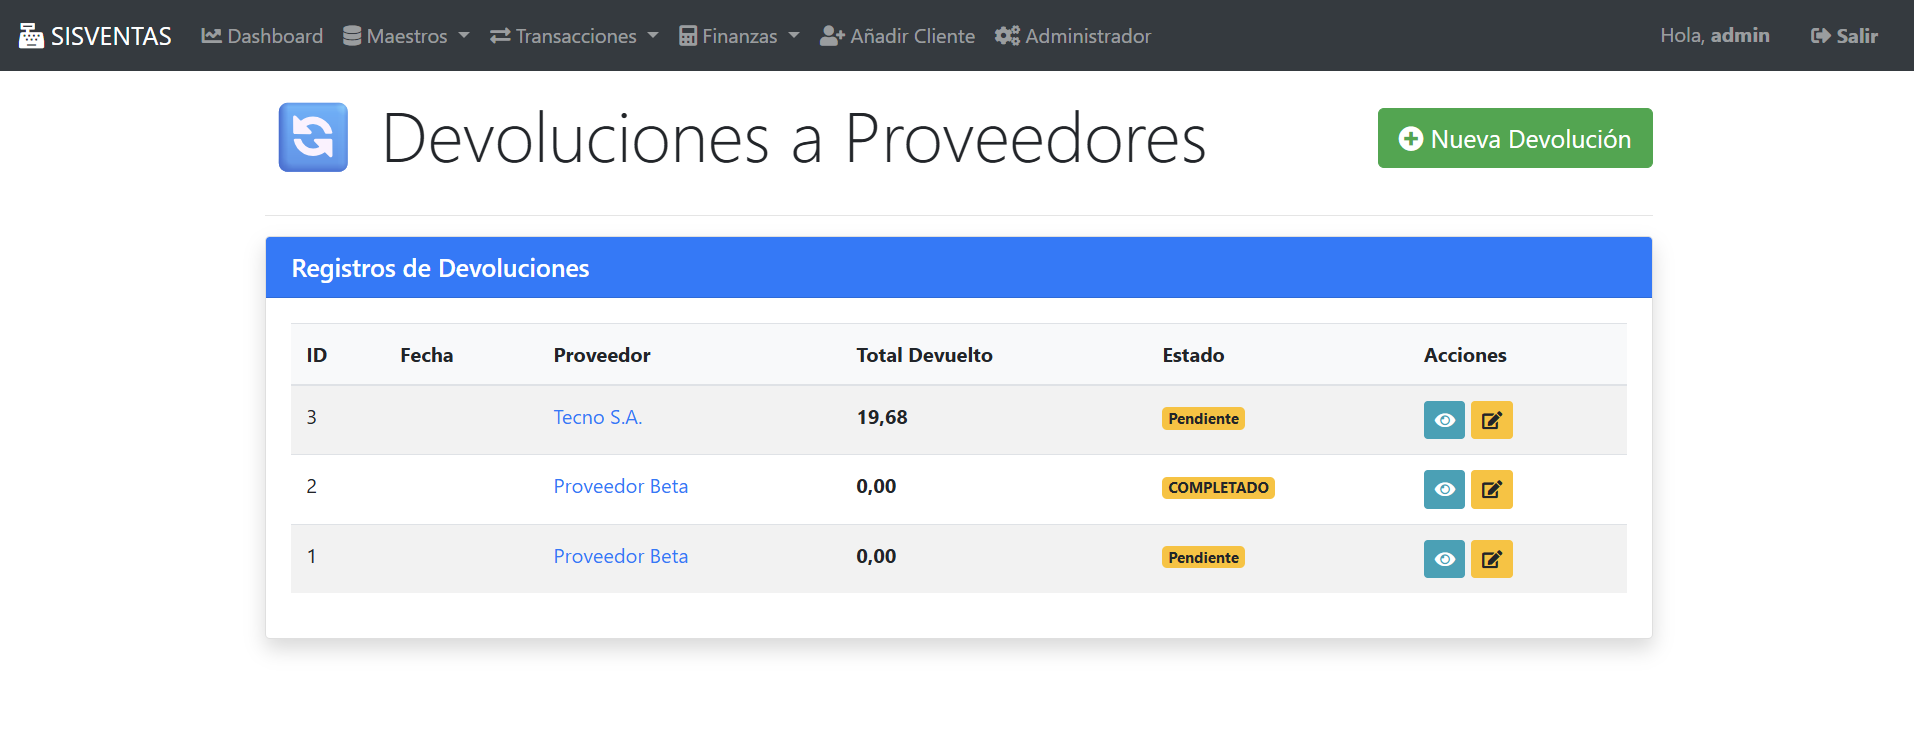 SISVENTAS Dashboard Maestros Transacciones Finanzas Añadir Cliente Administrador Hola, admin Salir
Devoluciones a Proveedores Nueva Devolución
Registros de Devoluciones
ID Fecha Proveedor Total Devuelto Estado Acciones
3 Tecno S.A. 19,68 Pendiente
2 Proveedor Beta 0,00 COMPLETADO
1 Proveedor Beta 0,00 Pendiente